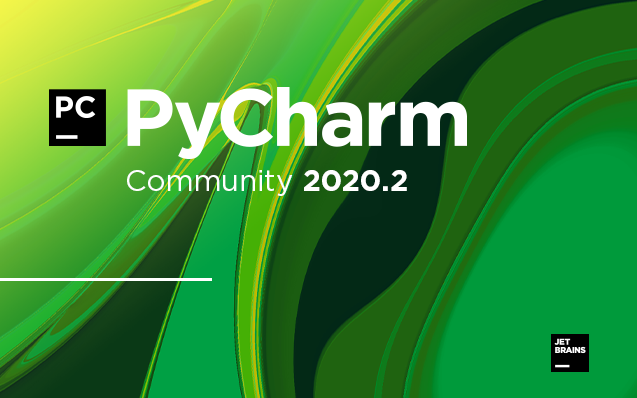 PC
PyCharm
Community 2020.2
JET
BRAINS